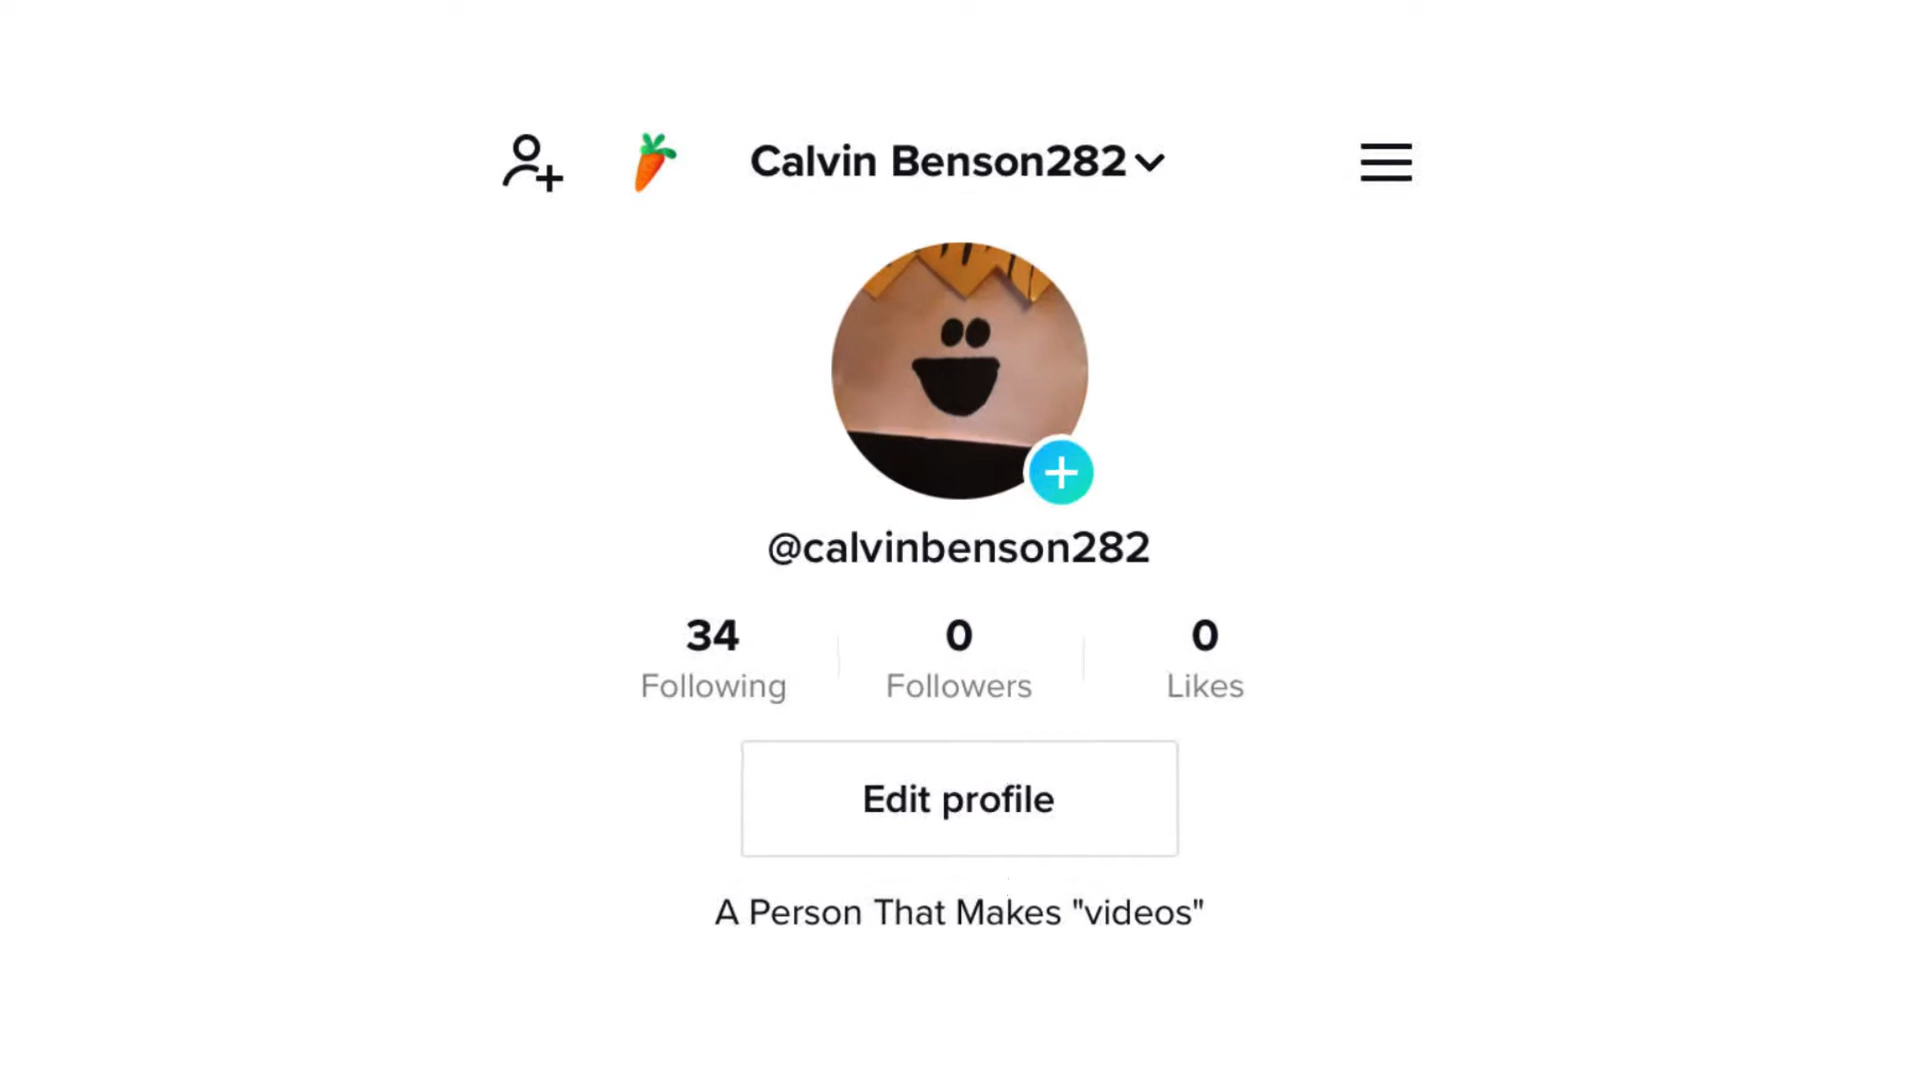 Calvin Benson282
@calvinbenson282
34 0 0
Following Followers Likes
Edit profile
A Person That Makes "videos"